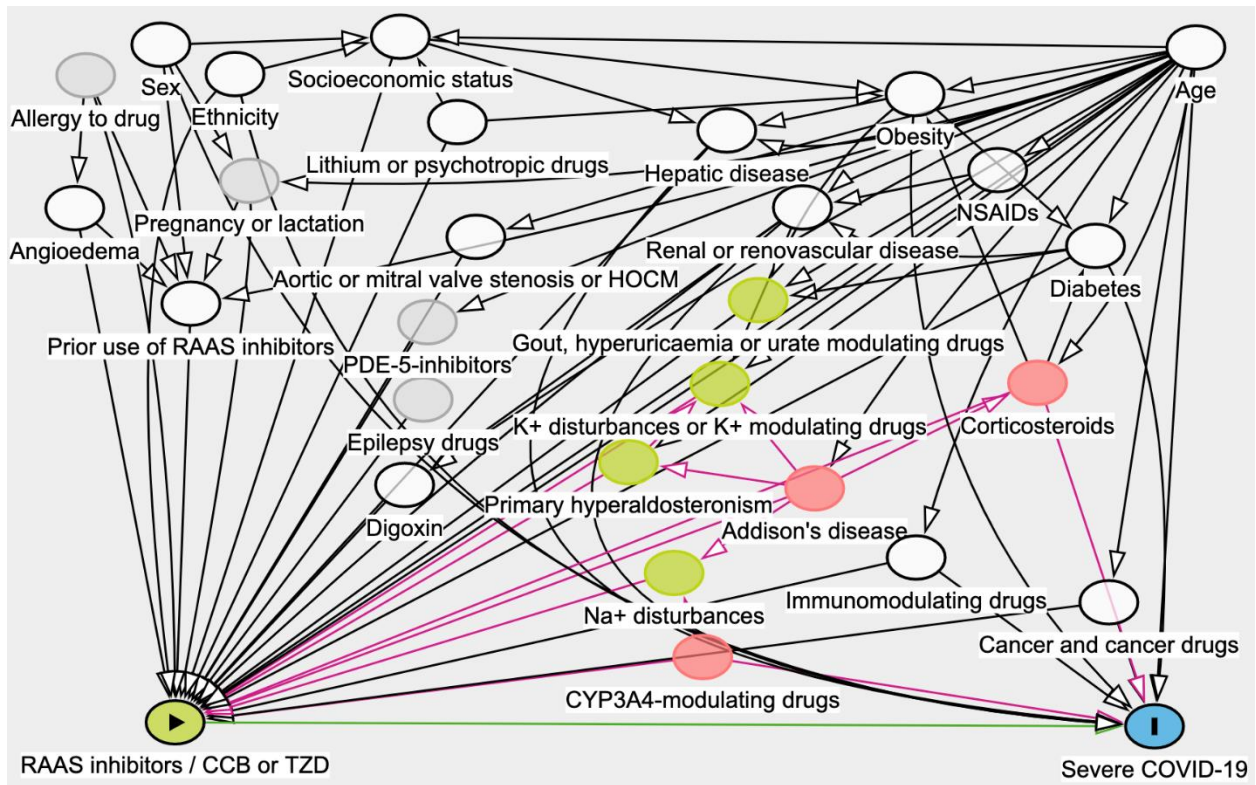 Sex
Socioeconomic status
Age
Allergy to drug
Ethnicity
Obesity
Lithium or psychotropic drugs
Hepatic disease
NSAIDs
Pregnancy or lactation
Angioedema
Renal or renovascular disease
Aortic or mitral valve stenosis or HOCM
Diabetes
Prior use of RAAS inhibitors
Gout, hyperuricaemia or urate modulating drugs
PDE-5-inhibitors
K+ disturbances or K+ modulating drugs
Corticosteroids
Epilepsy drugs
Primary hyperaldosteronism
Digoxin
Addison's disease
Immunomodulating drugs
Na+ disturbances
Cancer and cancer drugs
CYP3A4-modulating drugs
RAAS inhibitors / CCB or TZD
Severe COVID-19